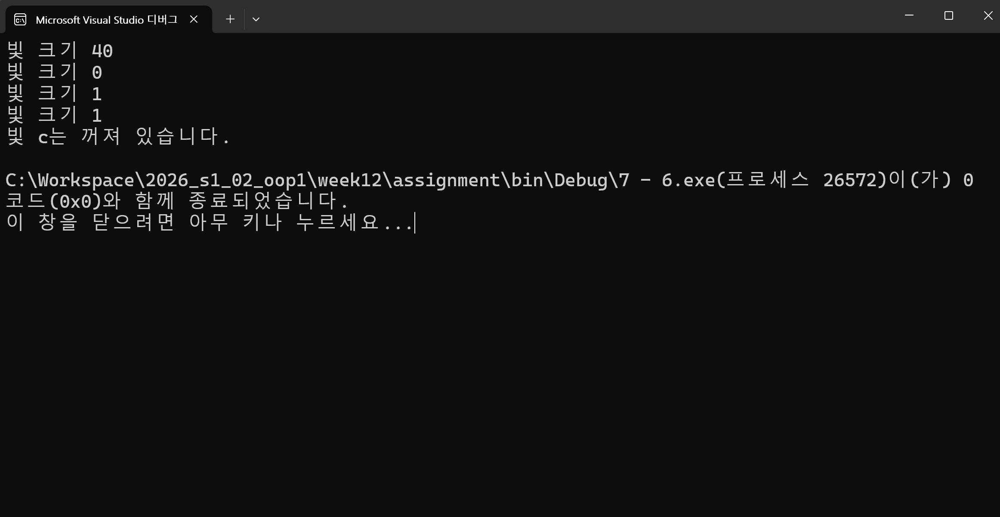 Microsoft Visual Studio 디버그
빛 크기 40
빛 크기 0
빛 크기 1
빛 크기 1
빛 c는 꺼져 있습니다.
C:\Workspace\2026_s1_02_oop1\week12\assignment\bin\Debug\7 - 6.exe(프로세스 26572)이(가) 0
코드(0x0)와 함께 종료되었습니다.
이 창을 닫으려면 아무 키나 누르세요...